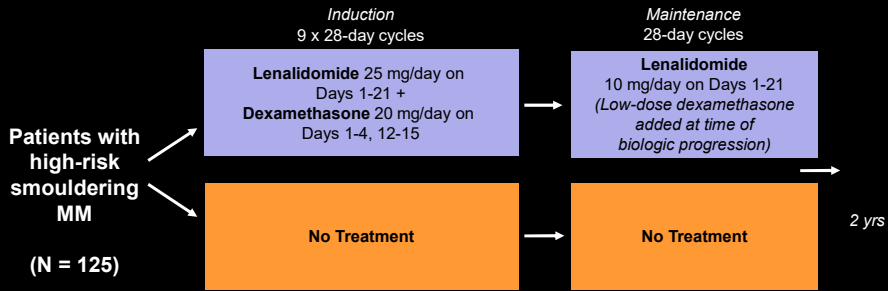 Induction
9 x 28-day cycles
Maintenance
28-day cycles
Patients with
high-risk
smouldering
MM
(N = 125)
Lenalidomide 25 mg/day on
Days 1-21 +
Dexamethasone 20 mg/day on
Days 1-4, 12-15
Lenalidomide
10 mg/day on Days 1-21
(Low-dose dexamethasone
added at time of
biologic progression)
No Treatment
No Treatment
2 yrs